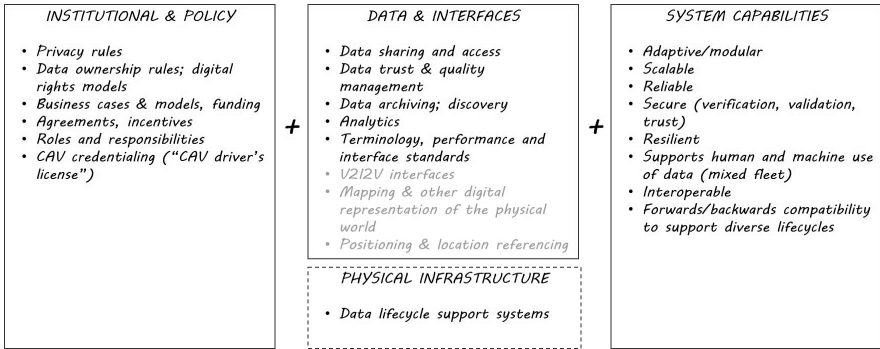 INSTITUTIONAL & POLICY
• Privacy rules
• Data ownership rules; digital
rights models
• Business cases & models, funding
• Agreements, incentives
• Roles and responsibilities
• CAV credentialing (“CAV driver’s
license”)
+
DATA & INTERFACES
• Data sharing and access
• Data trust & quality
management
• Data archiving; discovery
• Analytics
• Terminology, performance and
interface standards
• V2I2V interfaces
• Mapping & other digital
representation of the physical
world
• Positioning & location referencing
PHYSICAL INFRASTRUCTURE
• Data lifecycle support systems
+
SYSTEM CAPABILITIES
• Adaptive/modular
• Scalable
• Reliable
• Secure (verification, validation,
trust)
• Resilient
• Supports human and machine use
of data (mixed fleet)
• Interoperable
• Forwards/backwards compatibility
to support diverse lifecycles